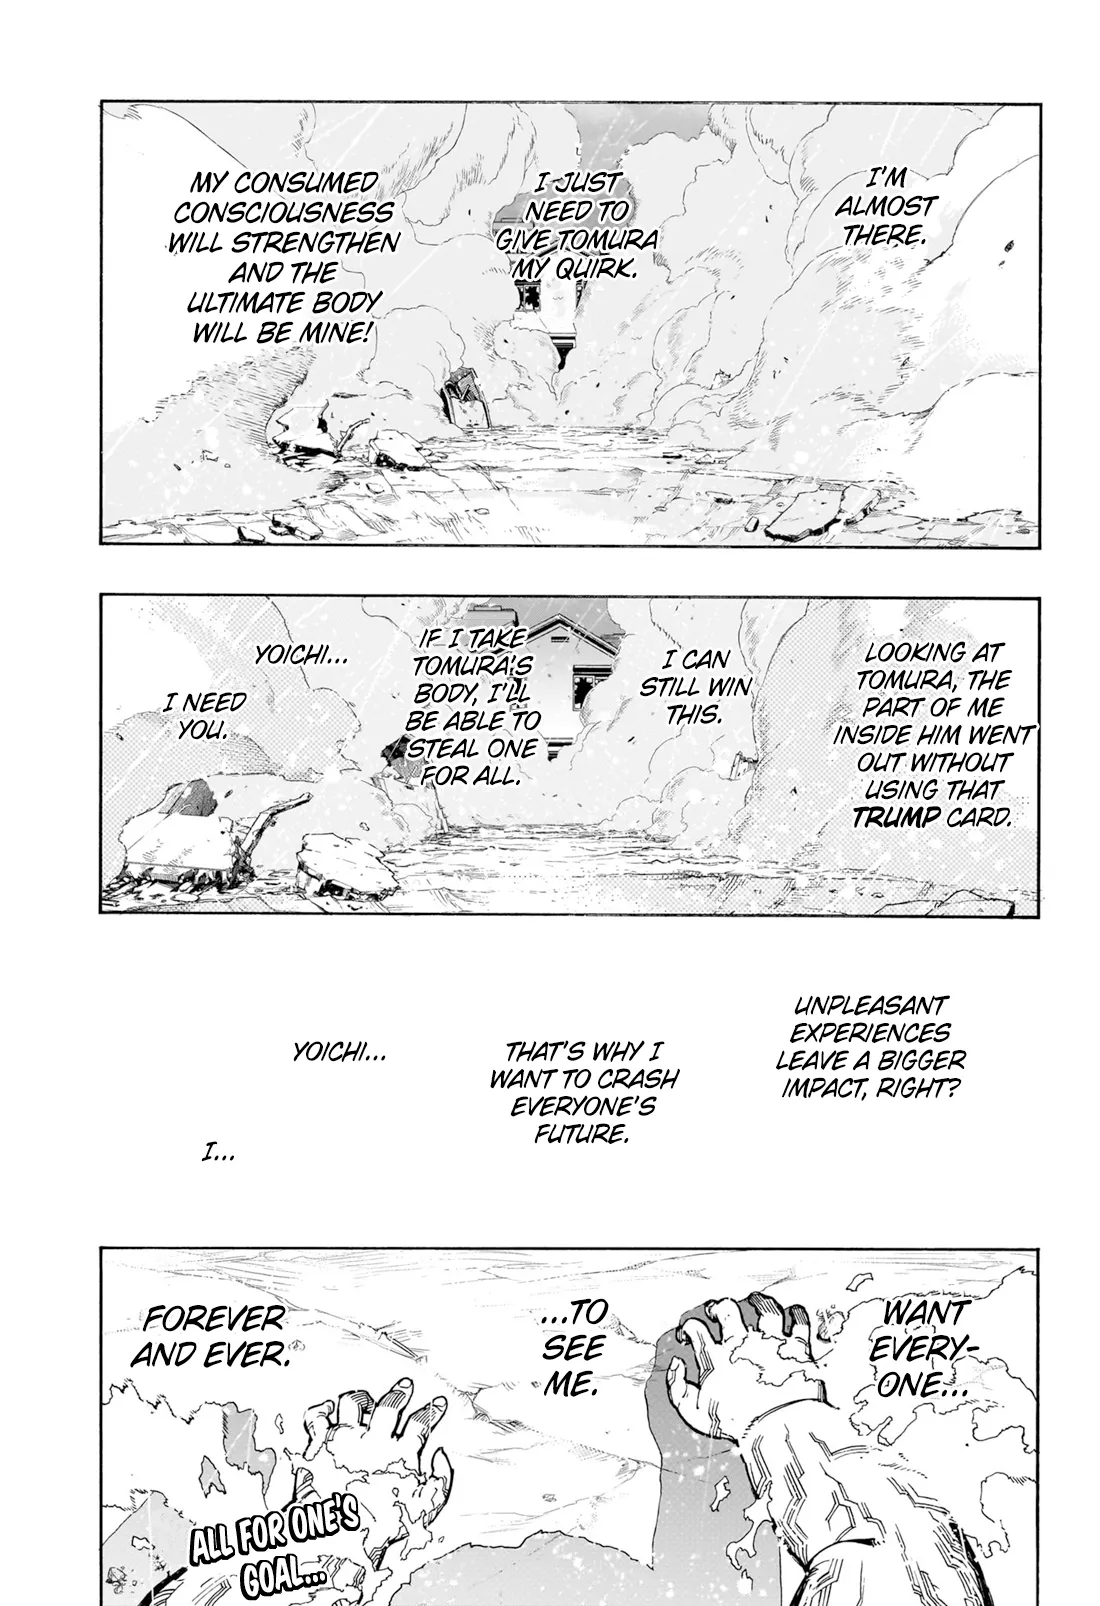 I'M
ALMOST
THERE.
I JUST
NEED TO
GIVE TOMURA
MY QUIRK.
MY CONSUMED
CONSCIOUSNESS
WILL STRENGTHEN
AND THE
ULTIMATE BODY
WILL BE MINE!
LOOKING AT
TOMURA, THE
PART OF ME
INSIDE HIM WENT
OUT WITHOUT
USING THAT
TRUMP CARD.
I CAN
STILL WIN
THIS.
IF I TAKE
TOMURA'S
BODY, I'LL
BE ABLE TO
STEAL ONE
FOR ALL.
YOICHI...
I NEED
YOU.
UNPLEASANT
EXPERIENCES
LEAVE A BIGGER
IMPACT, RIGHT?
THAT'S WHY I
WANT TO CRASH
EVERYONE'S
FUTURE.
YOICHI...
I...
WANT
EVERY-
ONE...
...TO
SEE
ME.
FOREVER
AND EVER.
ALL FOR ONE'S
GOAL...